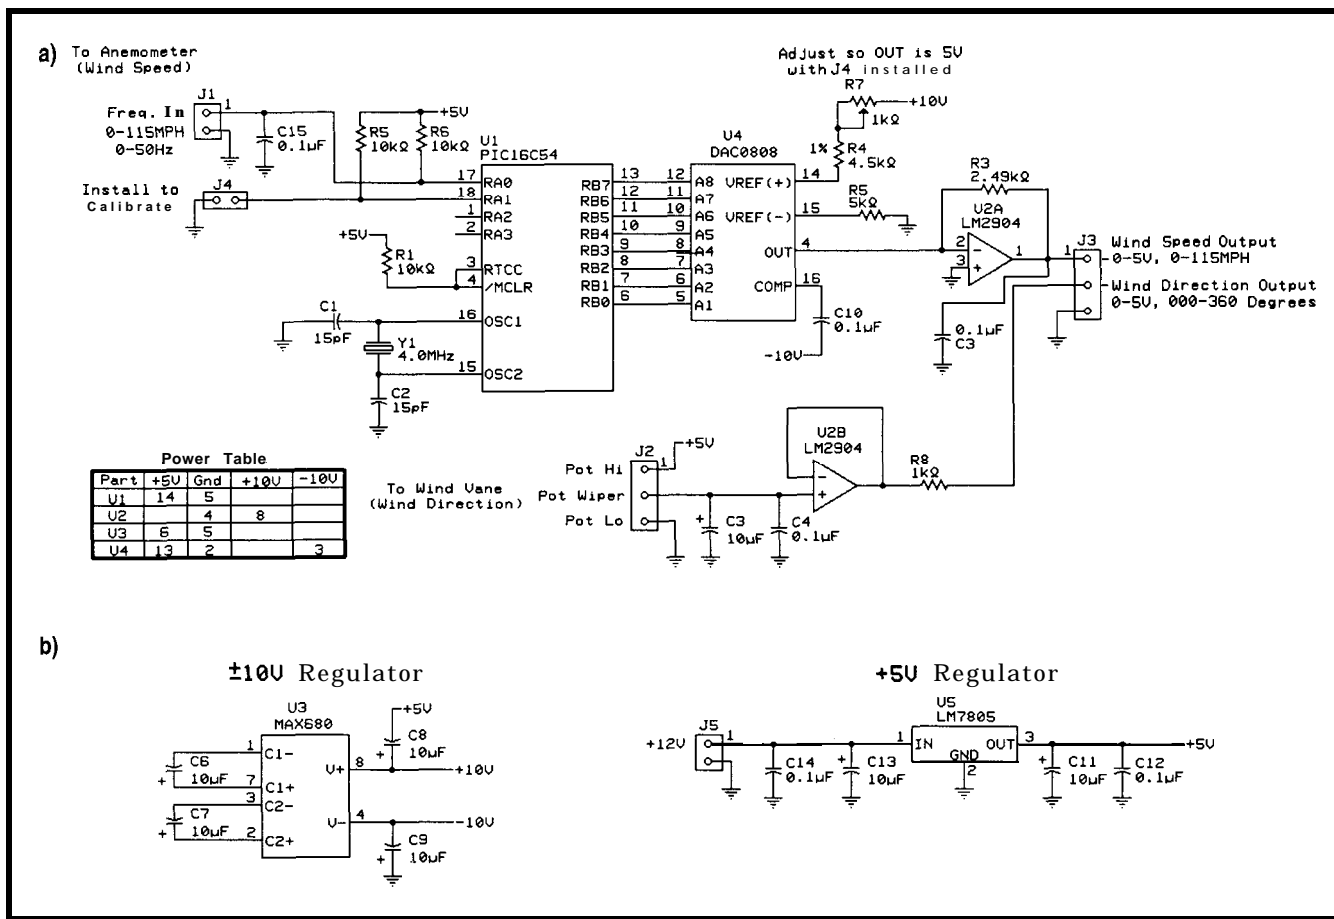 a)
To Anemometer
(Wind Speed)
J1
1
Freq. In
0-115MPH
0-50Hz
C15
0.1µF
Install to
Calibrate
J4
+5V
R5
10kΩ
R6
10kΩ
U1
PIC16C54
17 RA0
18 RA1
1 RA2
2 RA3
3 RTCC
4 /MCLR
16 OSC1
15 OSC2
RB7 13
RB6 12
RB5 11
RB4 10
RB3 9
RB2 8
RB1 7
RB0 6
+5V
R1
10kΩ
C1
15pF
Y1
4.0MHz
C2
15pF
U4
DAC0808
12 A8
11 A7
10 A6
9 A5
8 A4
7 A3
6 A2
5 A1
VREF(+) 14
VREF(-) 15
OUT 4
COMP 16
Adjust so OUT is 5V
with J4 installed
R7
+10V
1kΩ
1% R4
4.5kΩ
R5
5kΩ
C10
0.1µF
-10V
R3
2.49kΩ
U2A
LM2904
2 -
3 +
1
J3
1
Wind Speed Output
0-5V, 0-115MPH
Wind Direction Output
0-5V, 000-360 Degrees
0.1µF
C3
U2B
LM2904
-
+
R8
1kΩ
To Wind Vane
(Wind Direction)
J2
1
+5V
Pot Hi
Pot Wiper
Pot Lo
+ C3
10µF
C4
0.1µF
Power Table
Part +5V Gnd +10V -10V
U1 14 5
U2 4 8
U3 6 5
U4 13 2 3
b)
±10V Regulator
U3
MAX680
1 C1-
7 C1+
3 C2-
2 C2+
V+ 8
V- 4
C6
+ 10µF
C7
+ 10µF
+5V
+ C8
10µF
+10V
-10V
C9
+ 10µF
+5V Regulator
+12V
J5
1
C14
0.1µF
+ C13
10µF
U5
LM7805
1 IN
OUT 3
GND
2
+ C11
10µF
C12
0.1µF
+5V